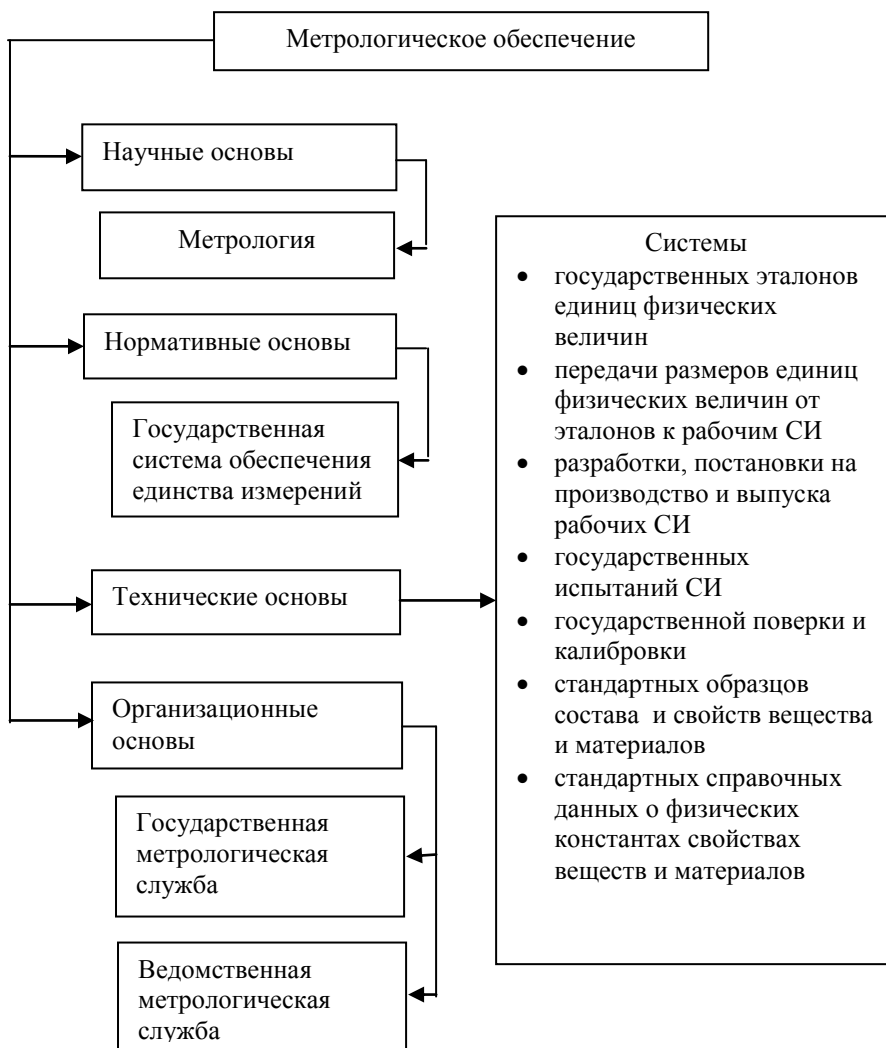 Метрологическое обеспечение
Научные основы
Метрология
Нормативные основы
Государственная
система обеспечения
единства измерений
Технические основы
Организационные
основы
Государственная
метрологическая
служба
Ведомственная
метрологическая
служба
Системы
• государственных эталонов
единиц физических
величин
• передачи размеров единиц
физических величин от
эталонов к рабочим СИ
• разработки, постановки на
производство и выпуска
рабочих СИ
• государственных
испытаний СИ
• государственной поверки и
калибровки
• стандартных образцов
состава и свойств вещества
и материалов
• стандартных справочных
данных о физических
константах свойствах
веществ и материалов